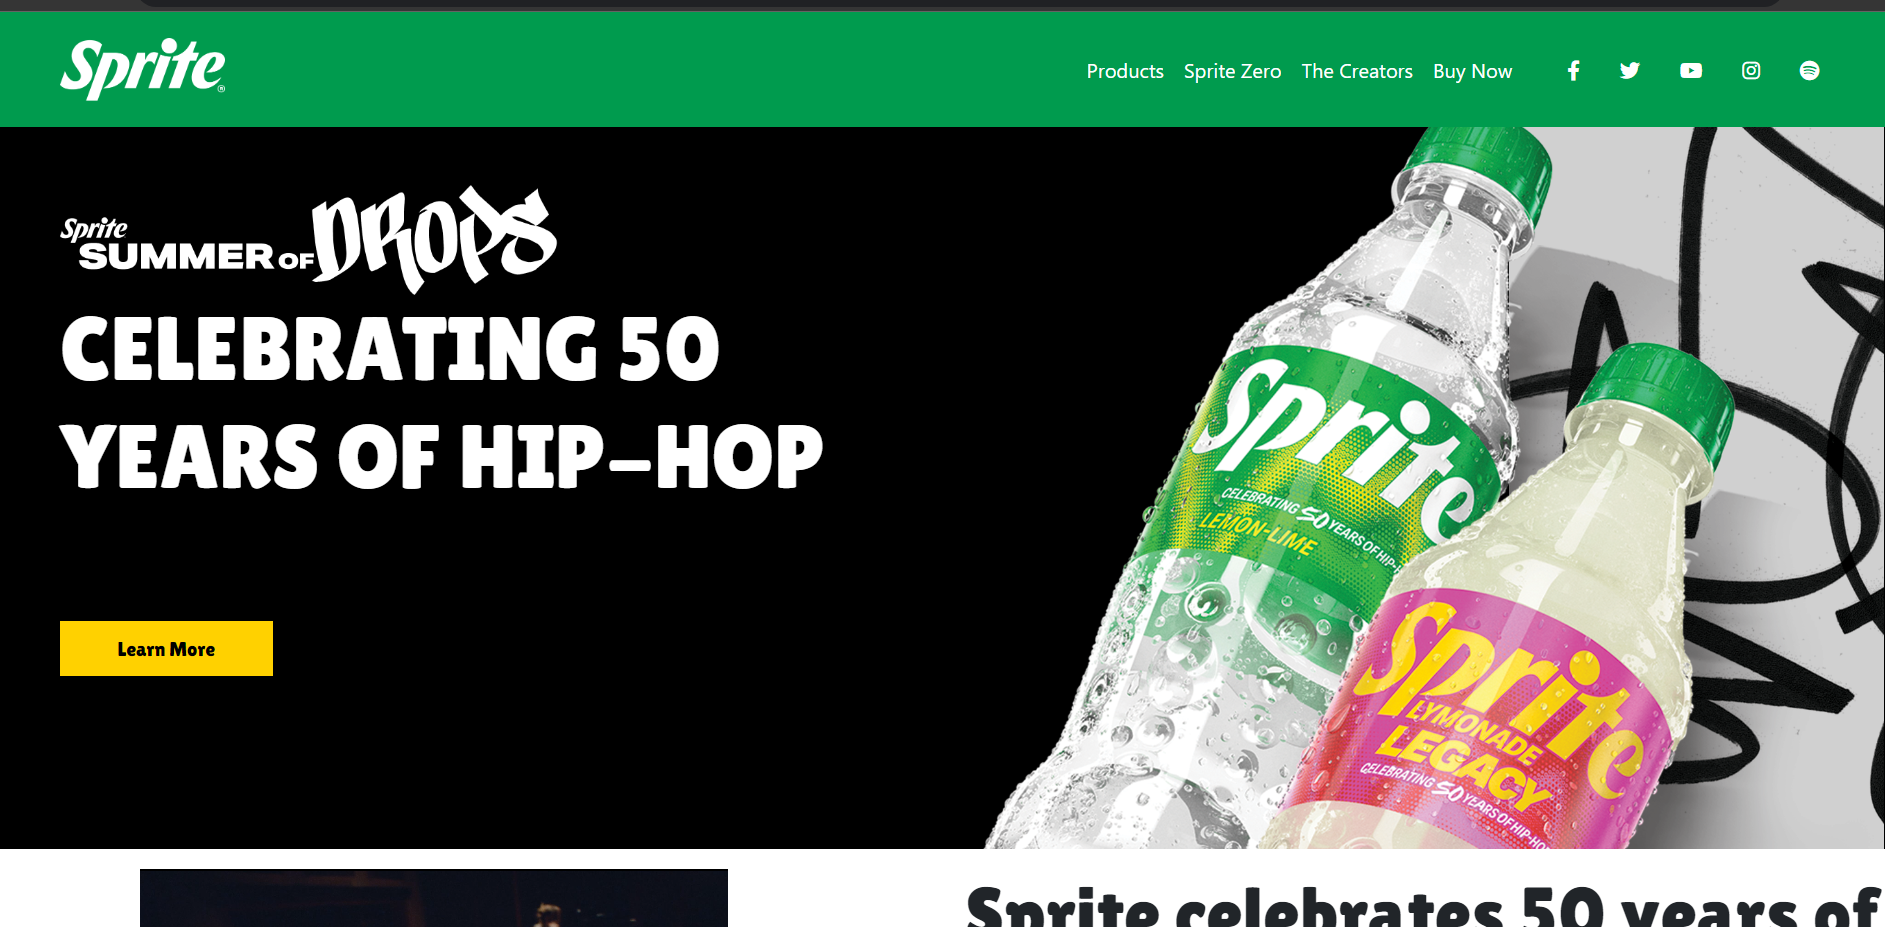 Sprite
Products Sprite Zero The Creators Buy Now
Sprite
SUMMER OF DROPS
CELEBRATING 50
YEARS OF HIP-HOP
Learn More
Sprite
CELEBRATING 50 YEARS OF HIP-
LEMON-LIME
Sprite
LYMONADE
LEGACY
CELEBRATING 50 YEARS OF HIP-HO
Sprite celebrates 50 years of